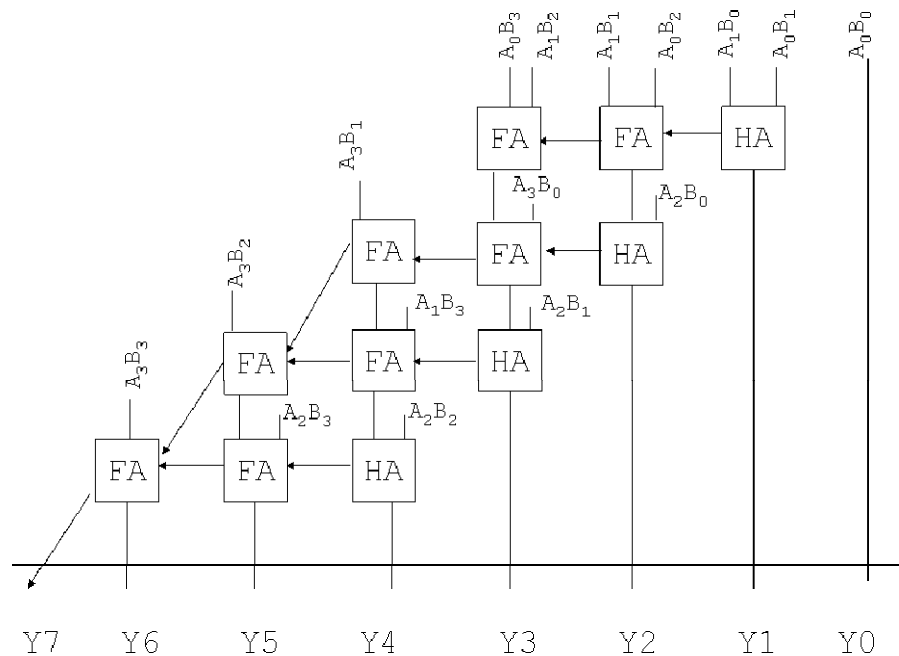 A₀B₃ A₁B₂ A₁B₁ A₀B₂ A₁B₀ A₀B₁ A₀B₀
FA FA HA
A₃B₁ A₃B₀ A₂B₀
FA FA HA
A₃B₂ A₁B₃ A₂B₁
FA FA HA
A₃B₃ A₂B₃ A₂B₂
FA FA HA
Y7 Y6 Y5 Y4 Y3 Y2 Y1 Y0